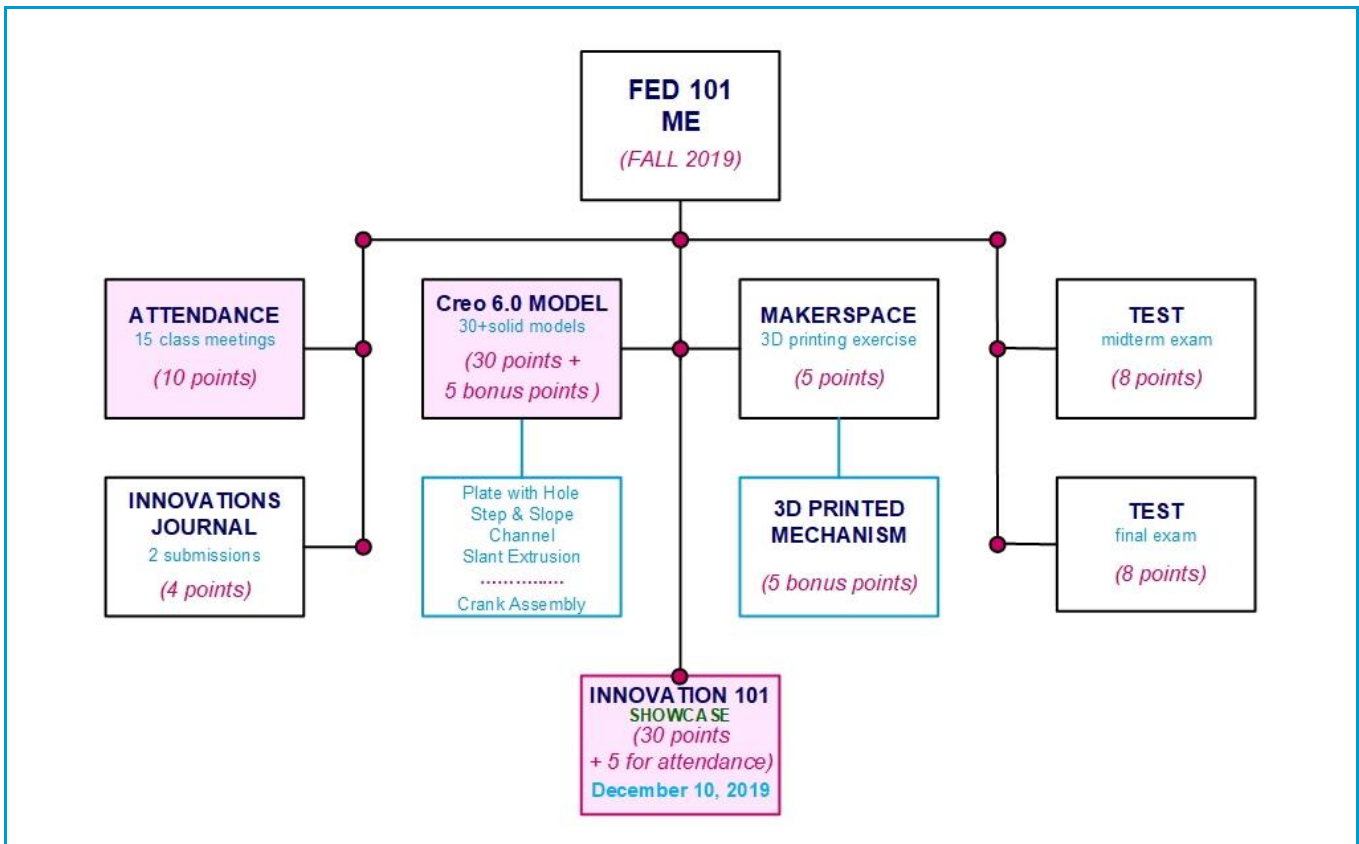 FED 101
ME
(FALL 2019)
ATTENDANCE
15 class meetings
(10 points)
Creo 6.0 MODEL
30+solid models
(30 points +
5 bonus points )
MAKERSPACE
3D printing exercise
(5 points)
TEST
midterm exam
(8 points)
INNOVATIONS
JOURNAL
2 submissions
(4 points)
Plate with Hole
Step & Slope
Channel
Slant Extrusion
..............
Crank Assembly
3D PRINTED
MECHANISM
(5 bonus points)
TEST
final exam
(8 points)
INNOVATION 101
SHOWCASE
(30 points
+ 5 for attendance)
December 10, 2019